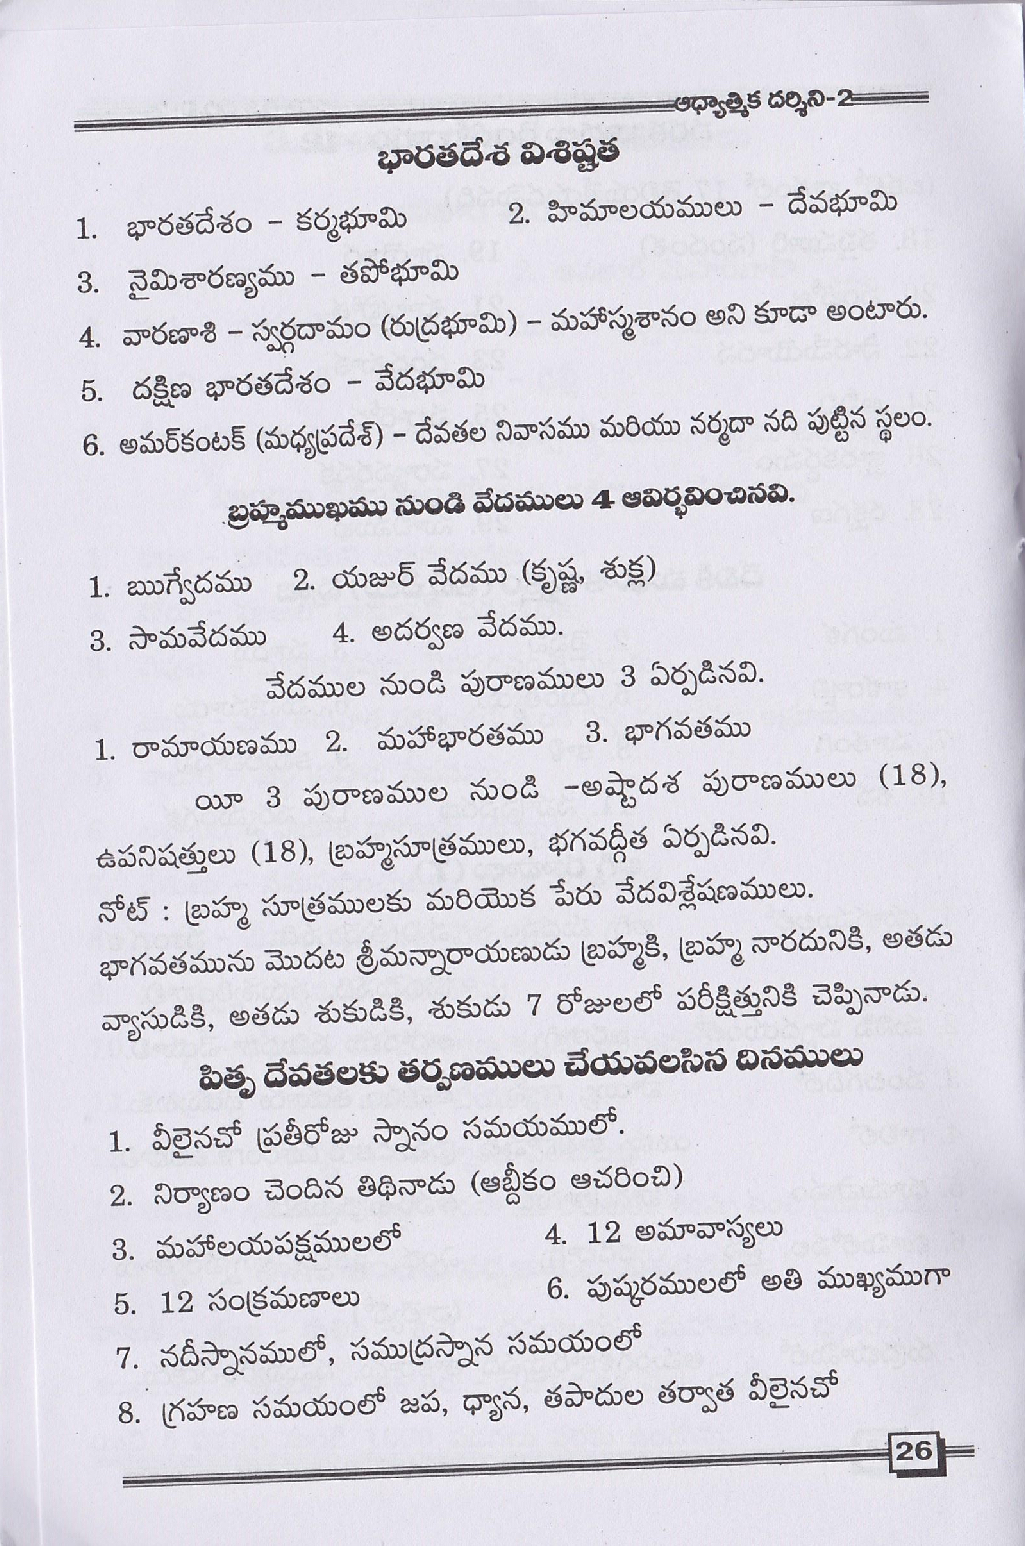 ఆధ్యాత్మిక దర్శిని-2
భారతదేశ విశిష్టత
1. భారతదేశం - కర్మభూమి 2. హిమాలయములు - దేవభూమి
3. నైమిశారణ్యము - తపోభూమి
4. వారణాశి - స్వర్గదామం (రుద్రభూమి) - మహాస్మశానం అని కూడా అంటారు.
5. దక్షిణ భారతదేశం - వేదభూమి
6. అమర్‌కంటక్ (మధ్యప్రదేశ్) - దేవతల నివాసము మరియు నర్మదా నది పుట్టిన స్థలం.
బ్రహ్మముఖము నుండి వేదములు 4 ఆవిర్భవించినవి.
1. ఋగ్వేదము 2. యజుర్ వేదము (కృష్ణ, శుక్ల)
3. సామవేదము 4. అదర్వణ వేదము.
వేదముల నుండి పురాణములు 3 ఏర్పడినవి.
1. రామాయణము 2. మహాభారతము 3. భాగవతము
యీ 3 పురాణముల నుండి -అష్టాదశ పురాణములు (18),
ఉపనిషత్తులు (18), బ్రహ్మసూత్రములు, భగవద్గీత ఏర్పడినవి.
నోట్ : బ్రహ్మ సూత్రములకు మరియొక పేరు వేదవిశ్లేషణములు.
భాగవతమును మొదట శ్రీమన్నారాయణుడు బ్రహ్మకి, బ్రహ్మ నారదునికి, అతడు
వ్యాసుడికి, అతడు శుకుడికి, శుకుడు 7 రోజులలో పరీక్షిత్తునికి చెప్పినాడు.
పితృ దేవతలకు తర్పణములు చేయవలసిన దినములు
1. వీలైనచో ప్రతీరోజు స్నానం సమయములో.
2. నిర్యాణం చెందిన తిథినాడు (ఆబ్దీకం ఆచరించి)
3. మహాలయపక్షములలో 4. 12 అమావాస్యలు
5. 12 సంక్రమణాలు 6. పుష్కరములలో అతి ముఖ్యముగా
7. నదీస్నానములో, సముద్రస్నాన సమయంలో
8. గ్రహణ సమయంలో జప, ధ్యాన, తపాదుల తర్వాత వీలైనచో
26